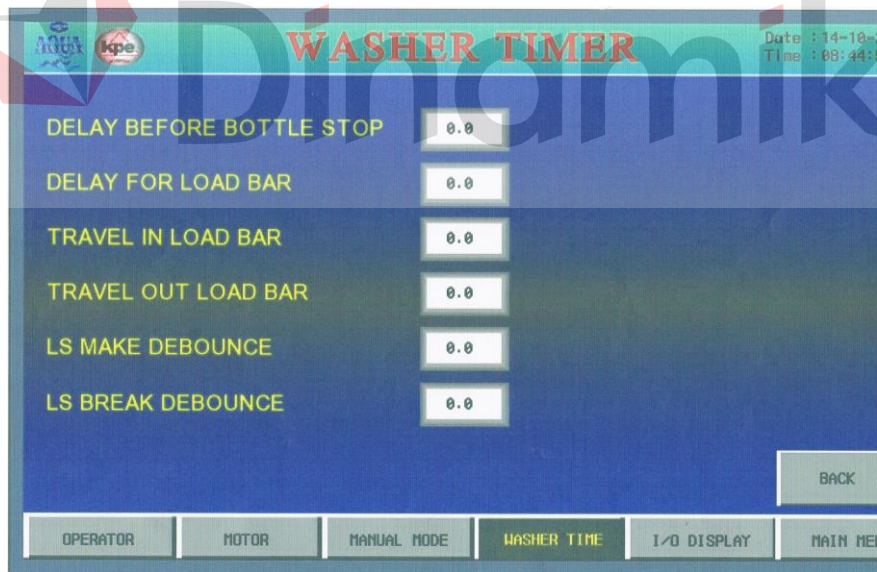 AQUA kpe WASHER TIMER Date : 14-10-
Time : 08:44:
Dinamik
DELAY BEFORE BOTTLE STOP 0.0
DELAY FOR LOAD BAR 0.0
TRAVEL IN LOAD BAR 0.0
TRAVEL OUT LOAD BAR 0.0
LS MAKE DEBOUNCE 0.0
LS BREAK DEBOUNCE 0.0
BACK
OPERATOR MOTOR MANUAL MODE WASHER TIME I/O DISPLAY MAIN ME